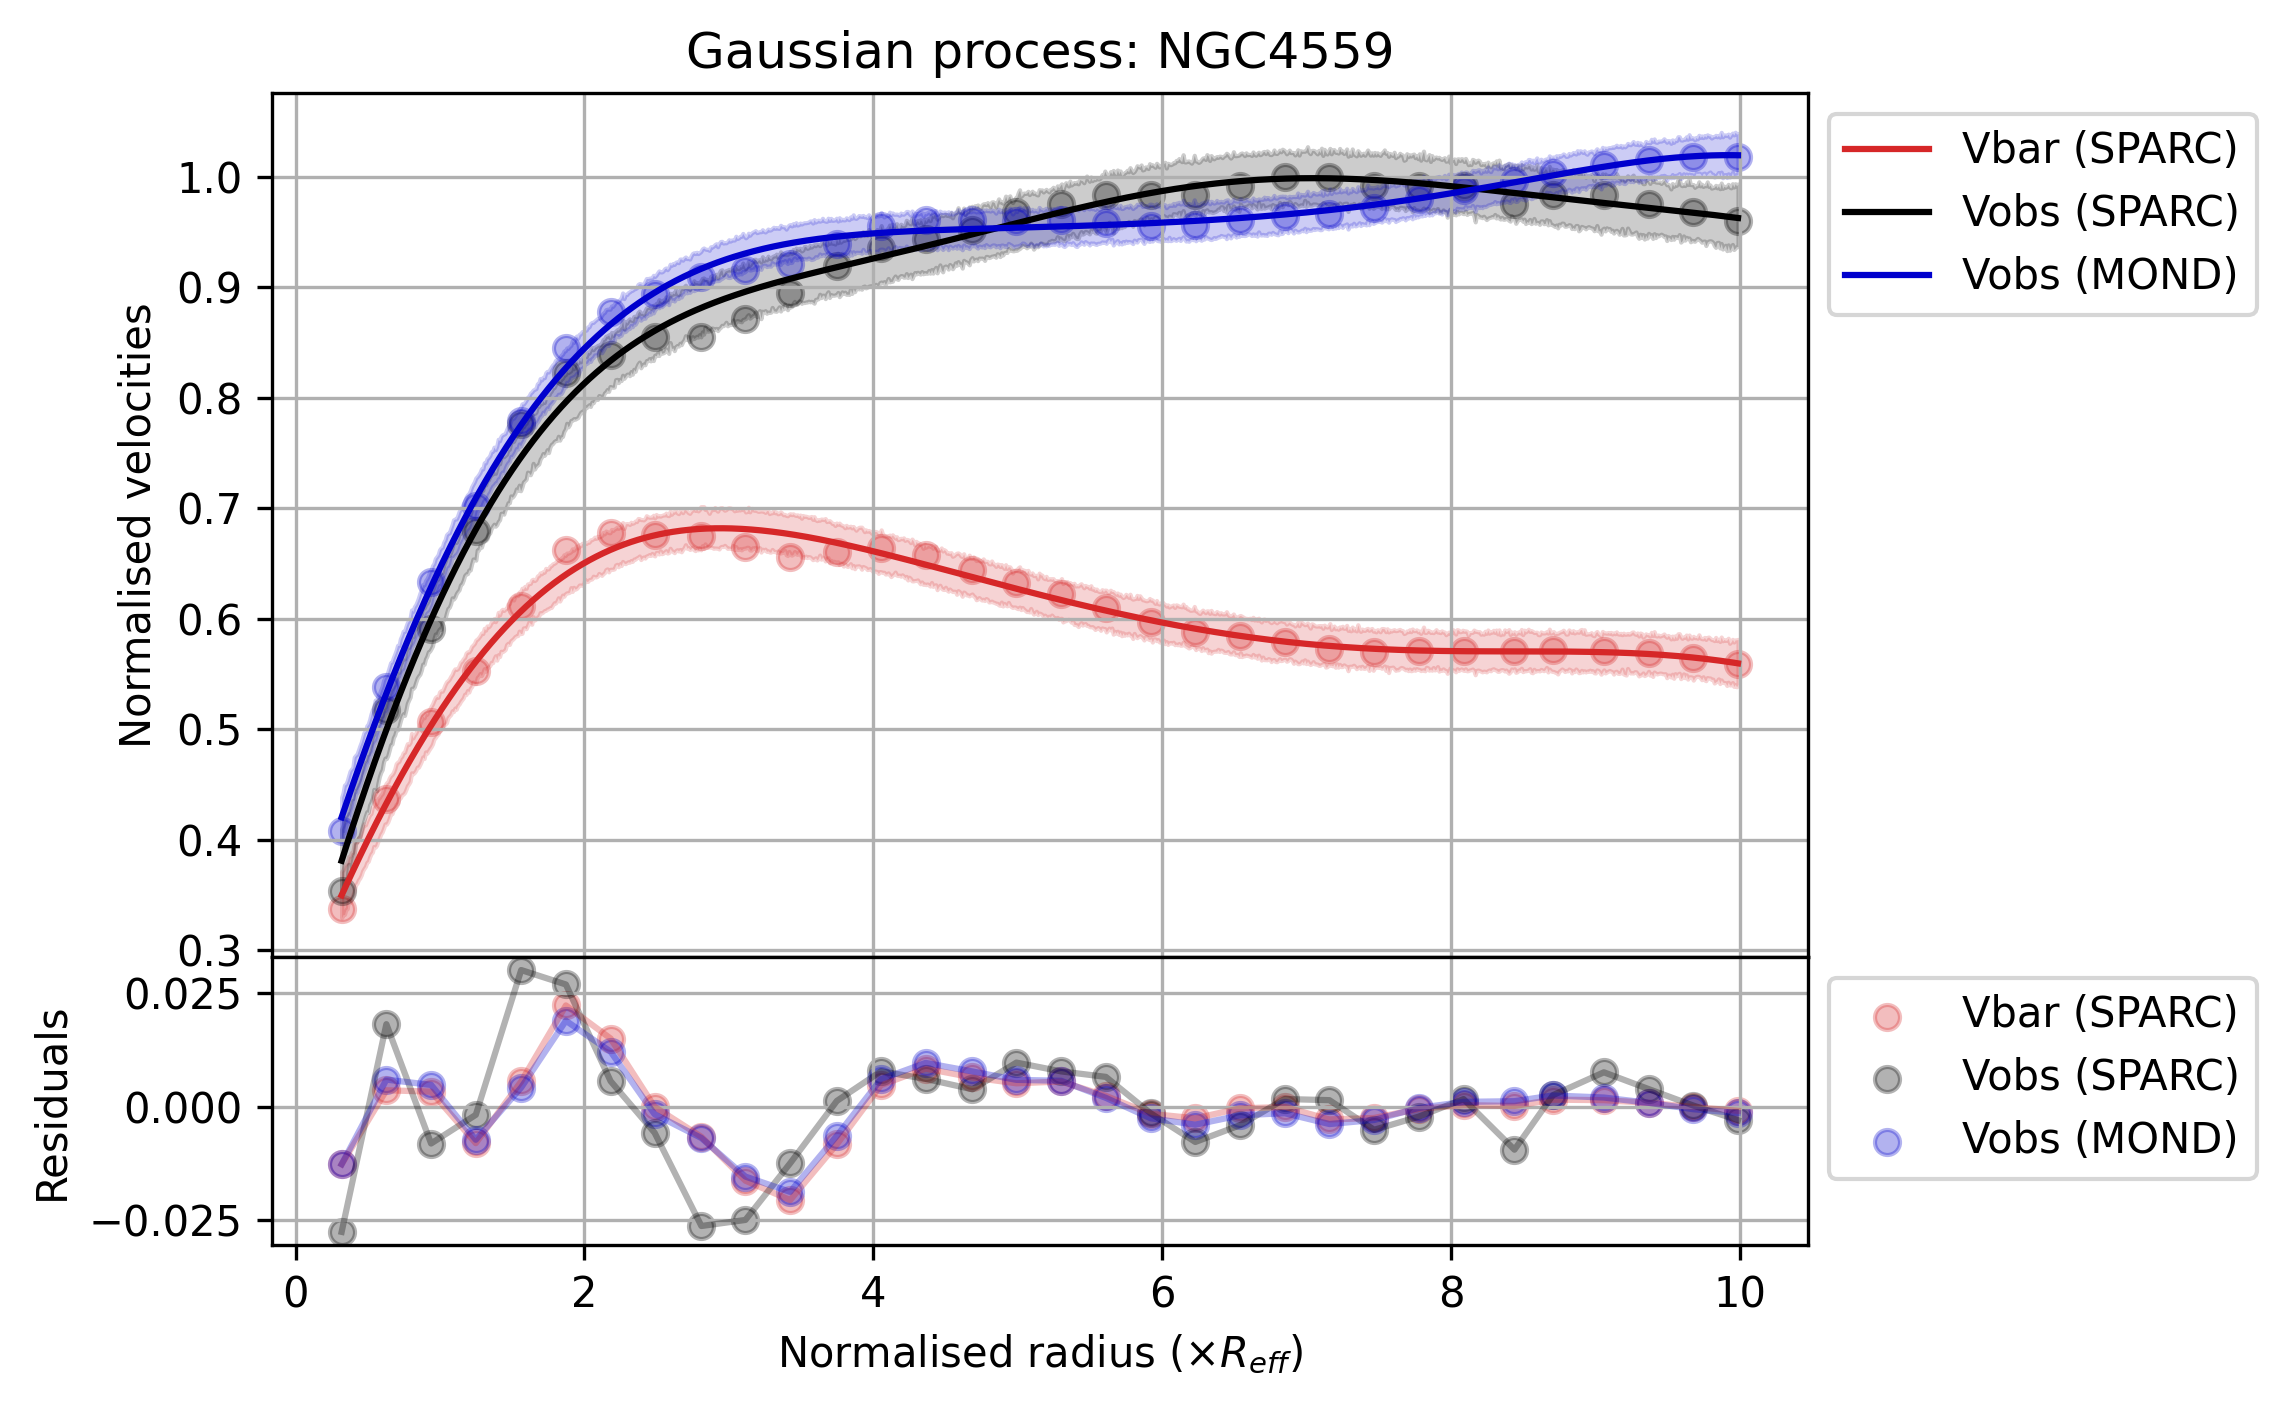 Gaussian process: NGC4559
Normalised velocities
1.0
0.9
0.8
0.7
0.6
0.5
0.4
0.3
Vbar (SPARC)
Vobs (SPARC)
Vobs (MOND)
Residuals
0.025
0.000
−0.025
Vbar (SPARC)
Vobs (SPARC)
Vobs (MOND)
0 2 4 6 8 10
Normalised radius (×R_eff)